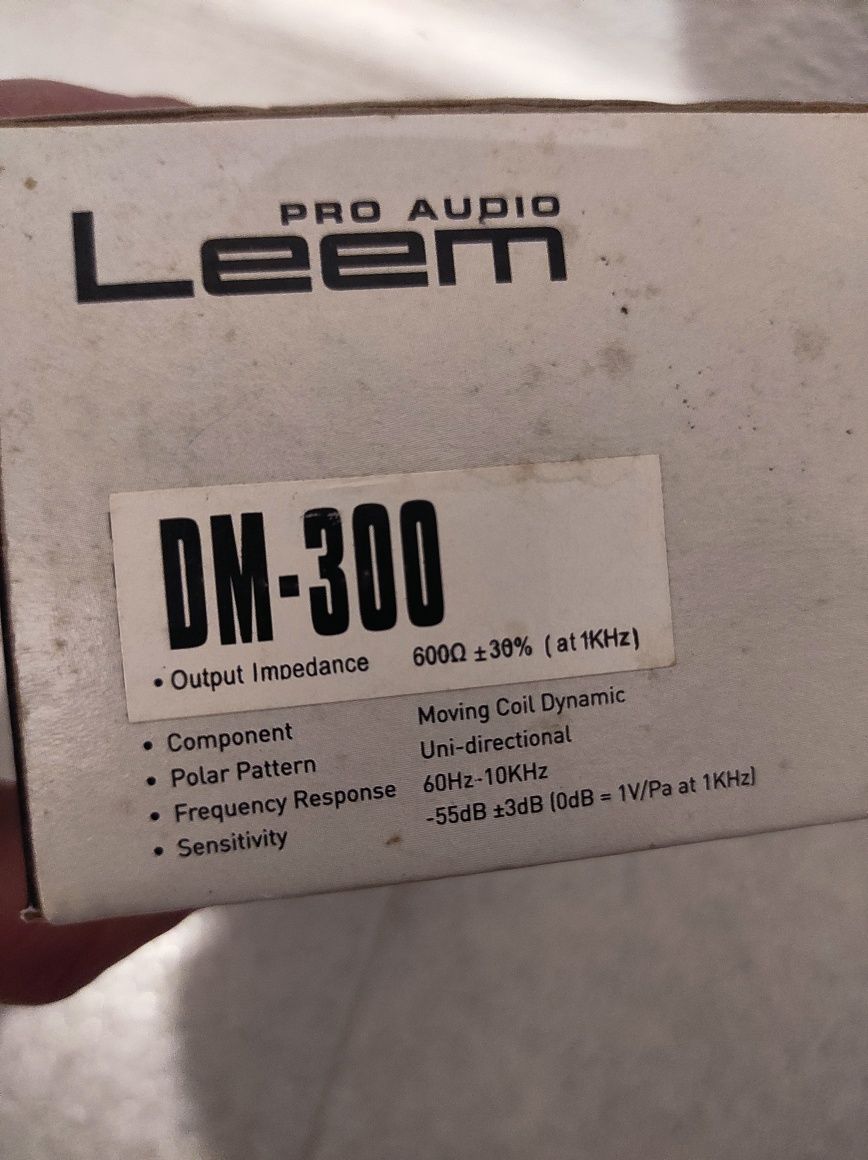 PRO AUDIO
Leem
DM-300
• Output Impedance 600Ω ±30% ( at 1KHz)
• Component Moving Coil Dynamic
• Polar Pattern Uni-directional
• Frequency Response 60Hz-10KHz
• Sensitivity -55dB ±3dB (0dB = 1V/Pa at 1KHz)